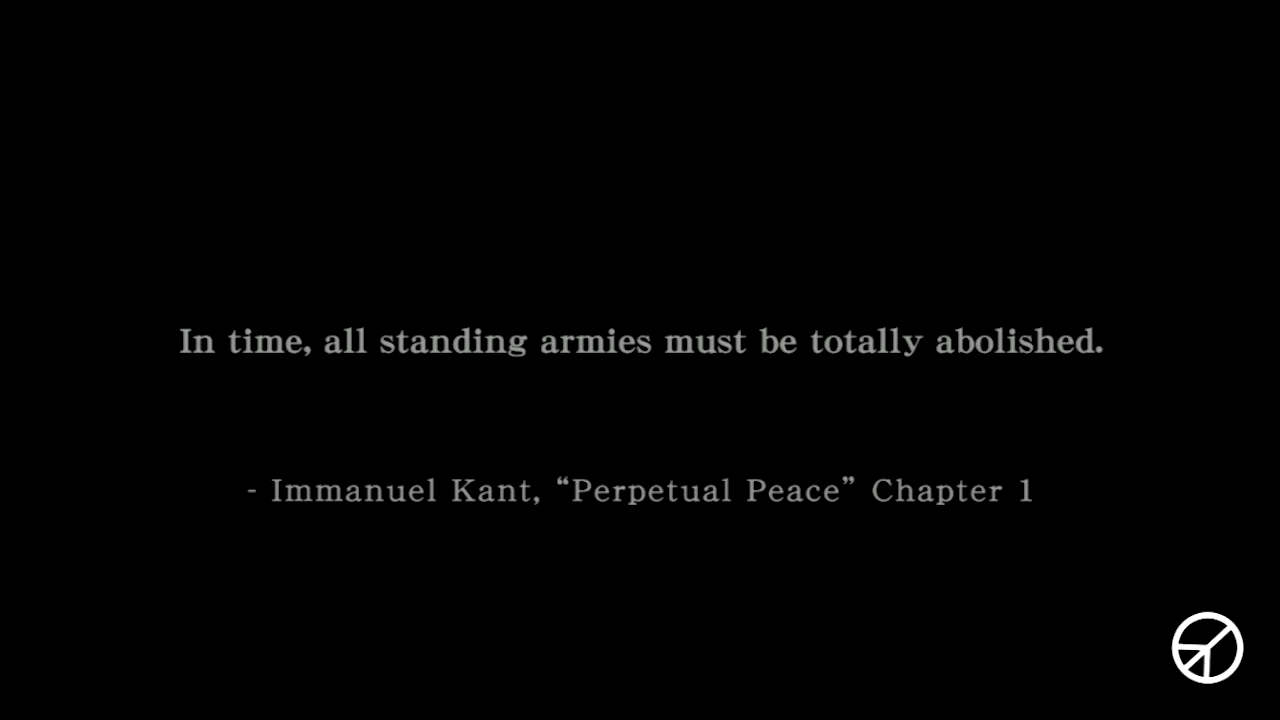 In time, all standing armies must be totally abolished.
- Immanuel Kant, “Perpetual Peace” Chapter 1